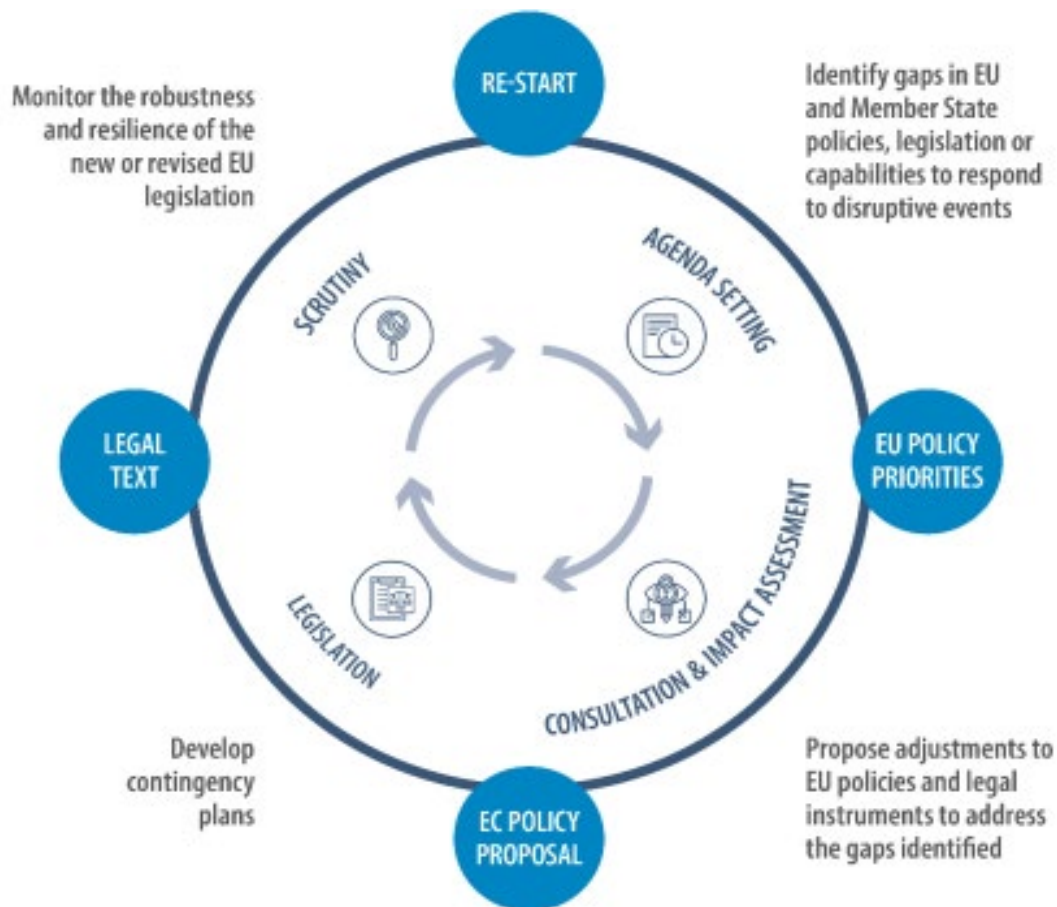 RE-START
Identify gaps in EU
and Member State
policies, legislation or
capabilities to respond
to disruptive events
AGENDA SETTING
EU POLICY
PRIORITIES
CONSULTATION & IMPACT ASSESSMENT
Propose adjustments to
EU policies and legal
instruments to address
the gaps identified
EC POLICY
PROPOSAL
LEGISLATION
Develop
contingency
plans
LEGAL
TEXT
SCRUTINY
Monitor the robustness
and resilience of the
new or revised EU
legislation